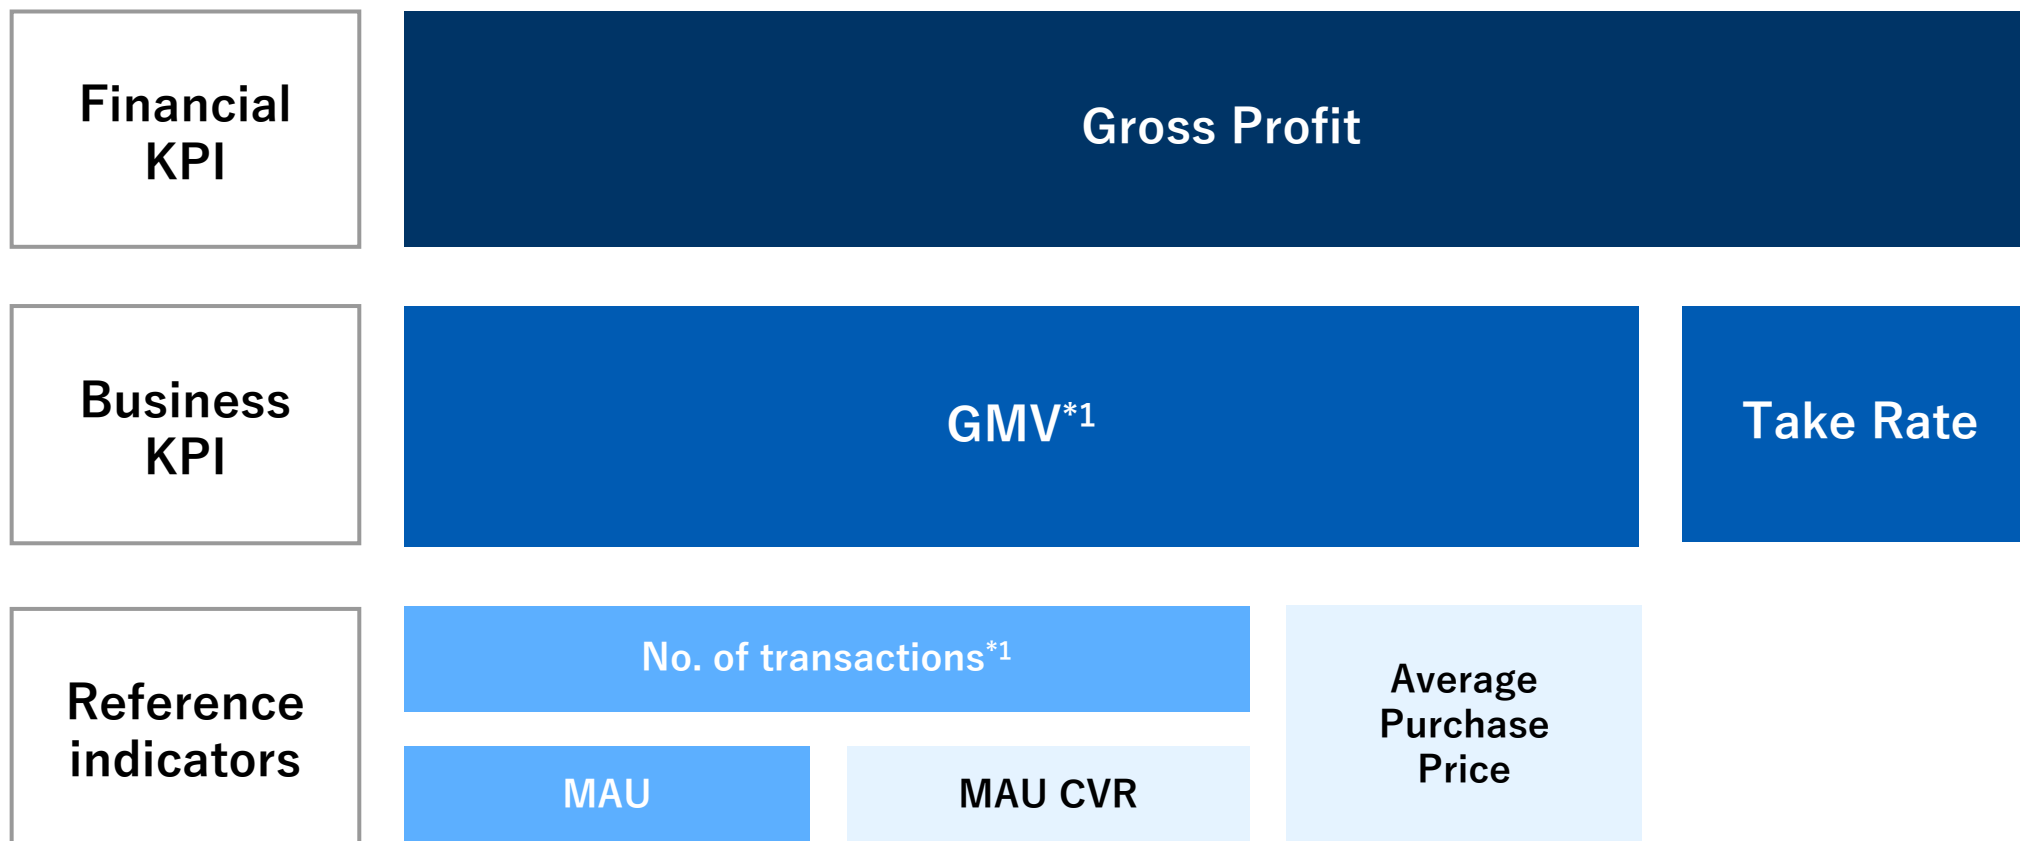 Financial
KPI
Gross Profit
Business
KPI
GMV*1
Take Rate
Reference
indicators
No. of transactions*1
MAU
MAU CVR
Average
Purchase
Price